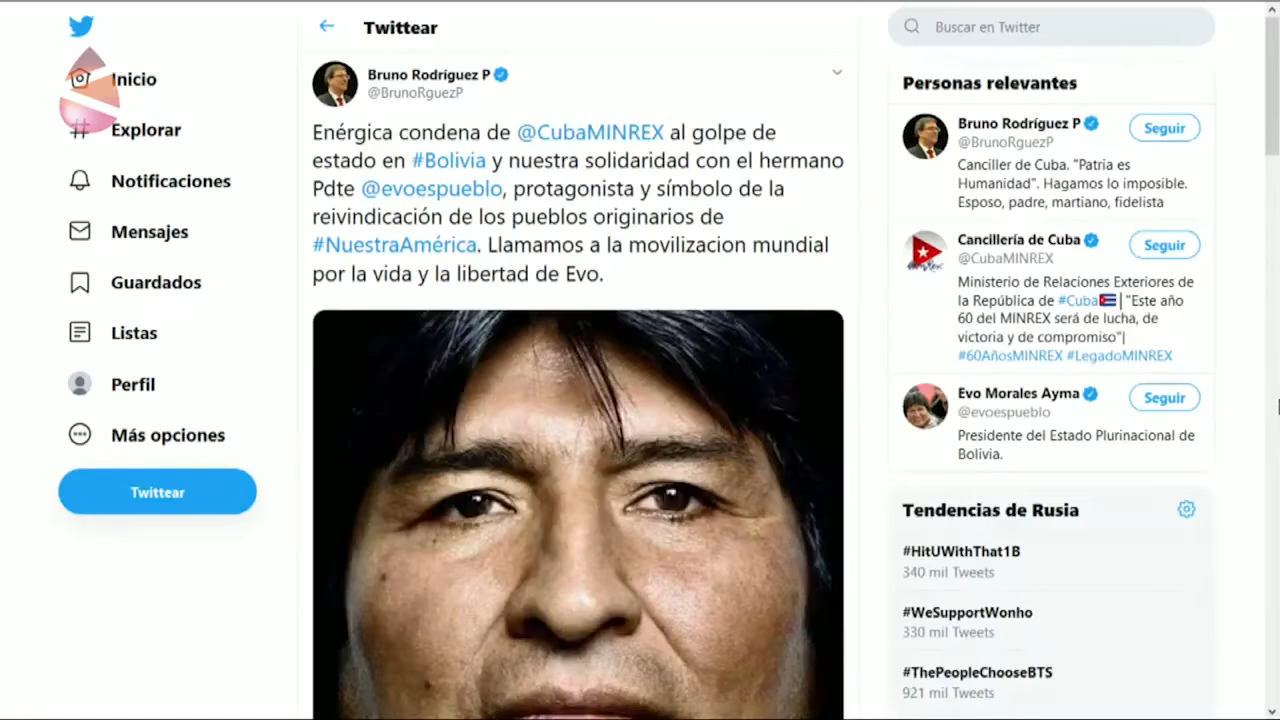 Inicio
Explorar
Notificaciones
Mensajes
Guardados
Listas
Perfil
Más opciones
Twittear
Twittear
Bruno Rodríguez P
@BrunoRguezP
Enérgica condena de @CubaMINREX al golpe de
estado en #Bolivia y nuestra solidaridad con el hermano
Pdte @evoespueblo, protagonista y símbolo de la
reivindicación de los pueblos originarios de
#NuestraAmérica. Llamamos a la movilizacion mundial
por la vida y la libertad de Evo.
Buscar en Twitter
Personas relevantes
Bruno Rodríguez P
@BrunoRguezP
Seguir
Canciller de Cuba. "Patria es
Humanidad". Hagamos lo imposible.
Esposo, padre, martiano, fidelista
Cancillería de Cuba
@CubaMINREX
Seguir
Ministerio de Relaciones Exteriores de
la República de #Cuba | "Este año
60 del MINREX será de lucha, de
victoria y de compromiso"|
#60AñosMINREX #LegadoMINREX
Evo Morales Ayma
@evoespueblo
Seguir
Presidente del Estado Plurinacional de
Bolivia.
Tendencias de Rusia
#HitUWithThat1B
340 mil Tweets
#WeSupportWonho
330 mil Tweets
#ThePeopleChooseBTS
921 mil Tweets